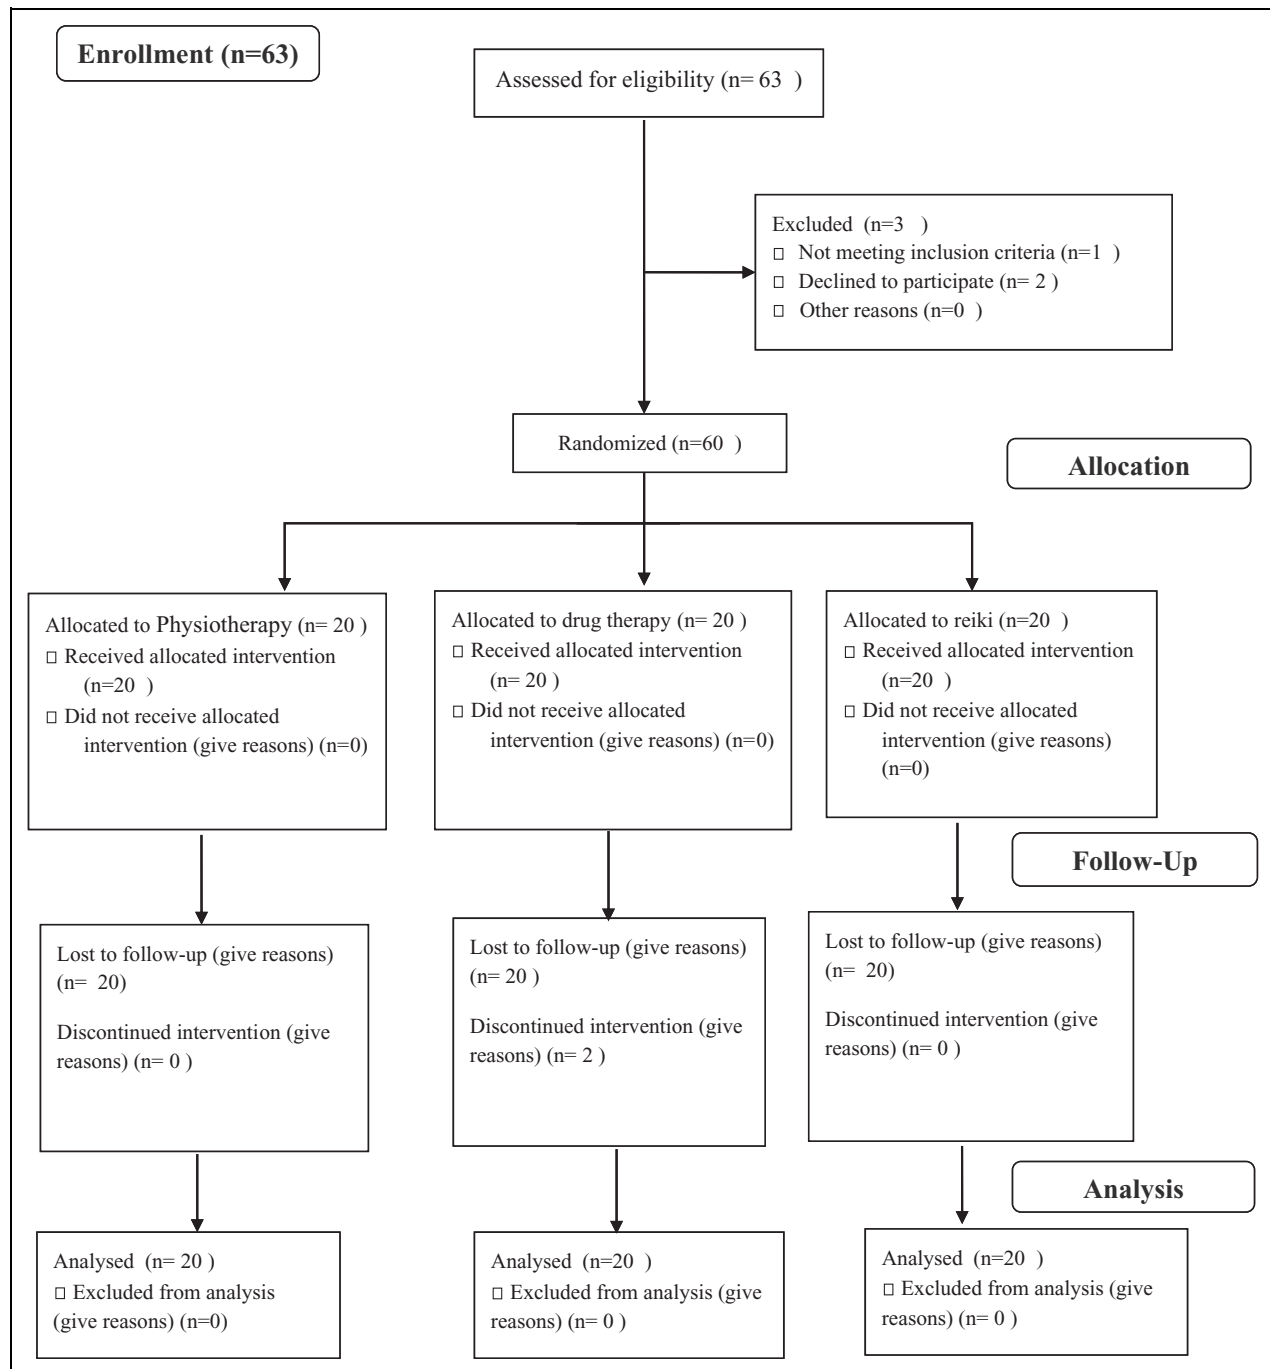 Enrollment (n=63)
Assessed for eligibility (n= 63 )
Excluded (n=3 )
□ Not meeting inclusion criteria (n=1 )
□ Declined to participate (n= 2 )
□ Other reasons (n=0 )
Randomized (n=60 )
Allocation
Allocated to Physiotherapy (n= 20 )
□ Received allocated intervention
(n=20 )
□ Did not receive allocated
intervention (give reasons) (n=0)
Allocated to drug therapy (n= 20 )
□ Received allocated intervention
(n= 20 )
□ Did not receive allocated
intervention (give reasons) (n=0)
Allocated to reiki (n=20 )
□ Received allocated intervention
(n=20 )
□ Did not receive allocated
intervention (give reasons)
(n=0)
Follow-Up
Lost to follow-up (give reasons)
(n= 20)
Discontinued intervention (give
reasons) (n= 0 )
Lost to follow-up (give reasons)
(n= 20 )
Discontinued intervention (give
reasons) (n= 2 )
Lost to follow-up (give reasons)
(n= 20)
Discontinued intervention (give
reasons) (n= 0 )
Analysis
Analysed (n= 20 )
□ Excluded from analysis
(give reasons) (n=0)
Analysed (n=20 )
□ Excluded from analysis (give
reasons) (n= 0 )
Analysed (n=20 )
□ Excluded from analysis (give
reasons) (n= 0 )